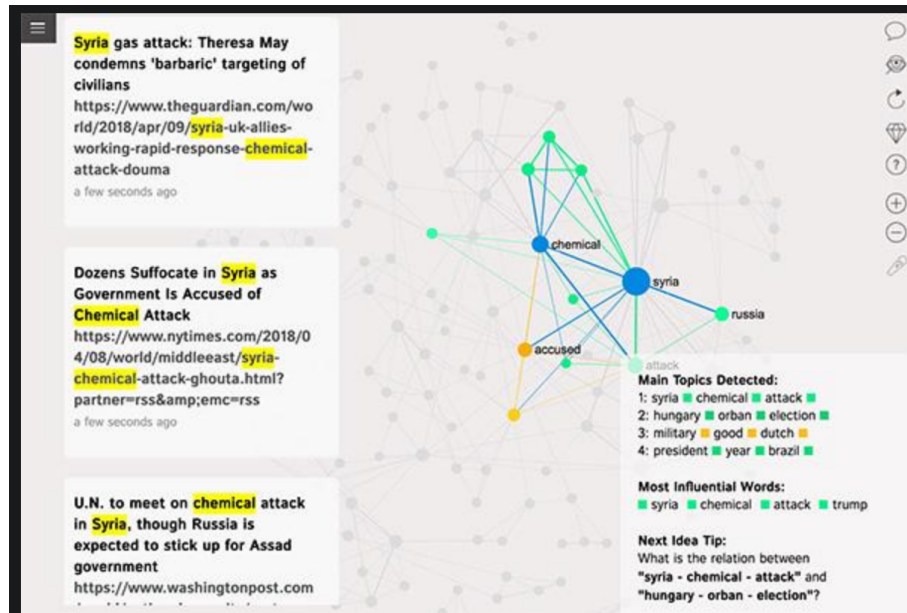 Syria gas attack: Theresa May
condemns 'barbaric' targeting of
civilians
https://www.theguardian.com/wo
rld/2018/apr/09/syria-uk-allies-
working-rapid-response-chemical-
attack-douma
a few seconds ago
Dozens Suffocate in Syria as
Government Is Accused of
Chemical Attack
https://www.nytimes.com/2018/0
4/08/world/middleeast/syria-
chemical-attack-ghouta.html?
partner=rss&amp;emc=rss
a few seconds ago
U.N. to meet on chemical attack
in Syria, though Russia is
expected to stick up for Assad
government
https://www.washingtonpost.com
chemical
syria
russia
accused
attack
Main Topics Detected:
1: syria chemical attack
2: hungary orban election
3: military good dutch
4: president year brazil
Most Influential Words:
syria chemical attack trump
Next Idea Tip:
What is the relation between
"syria - chemical - attack" and
"hungary - orban - election"?